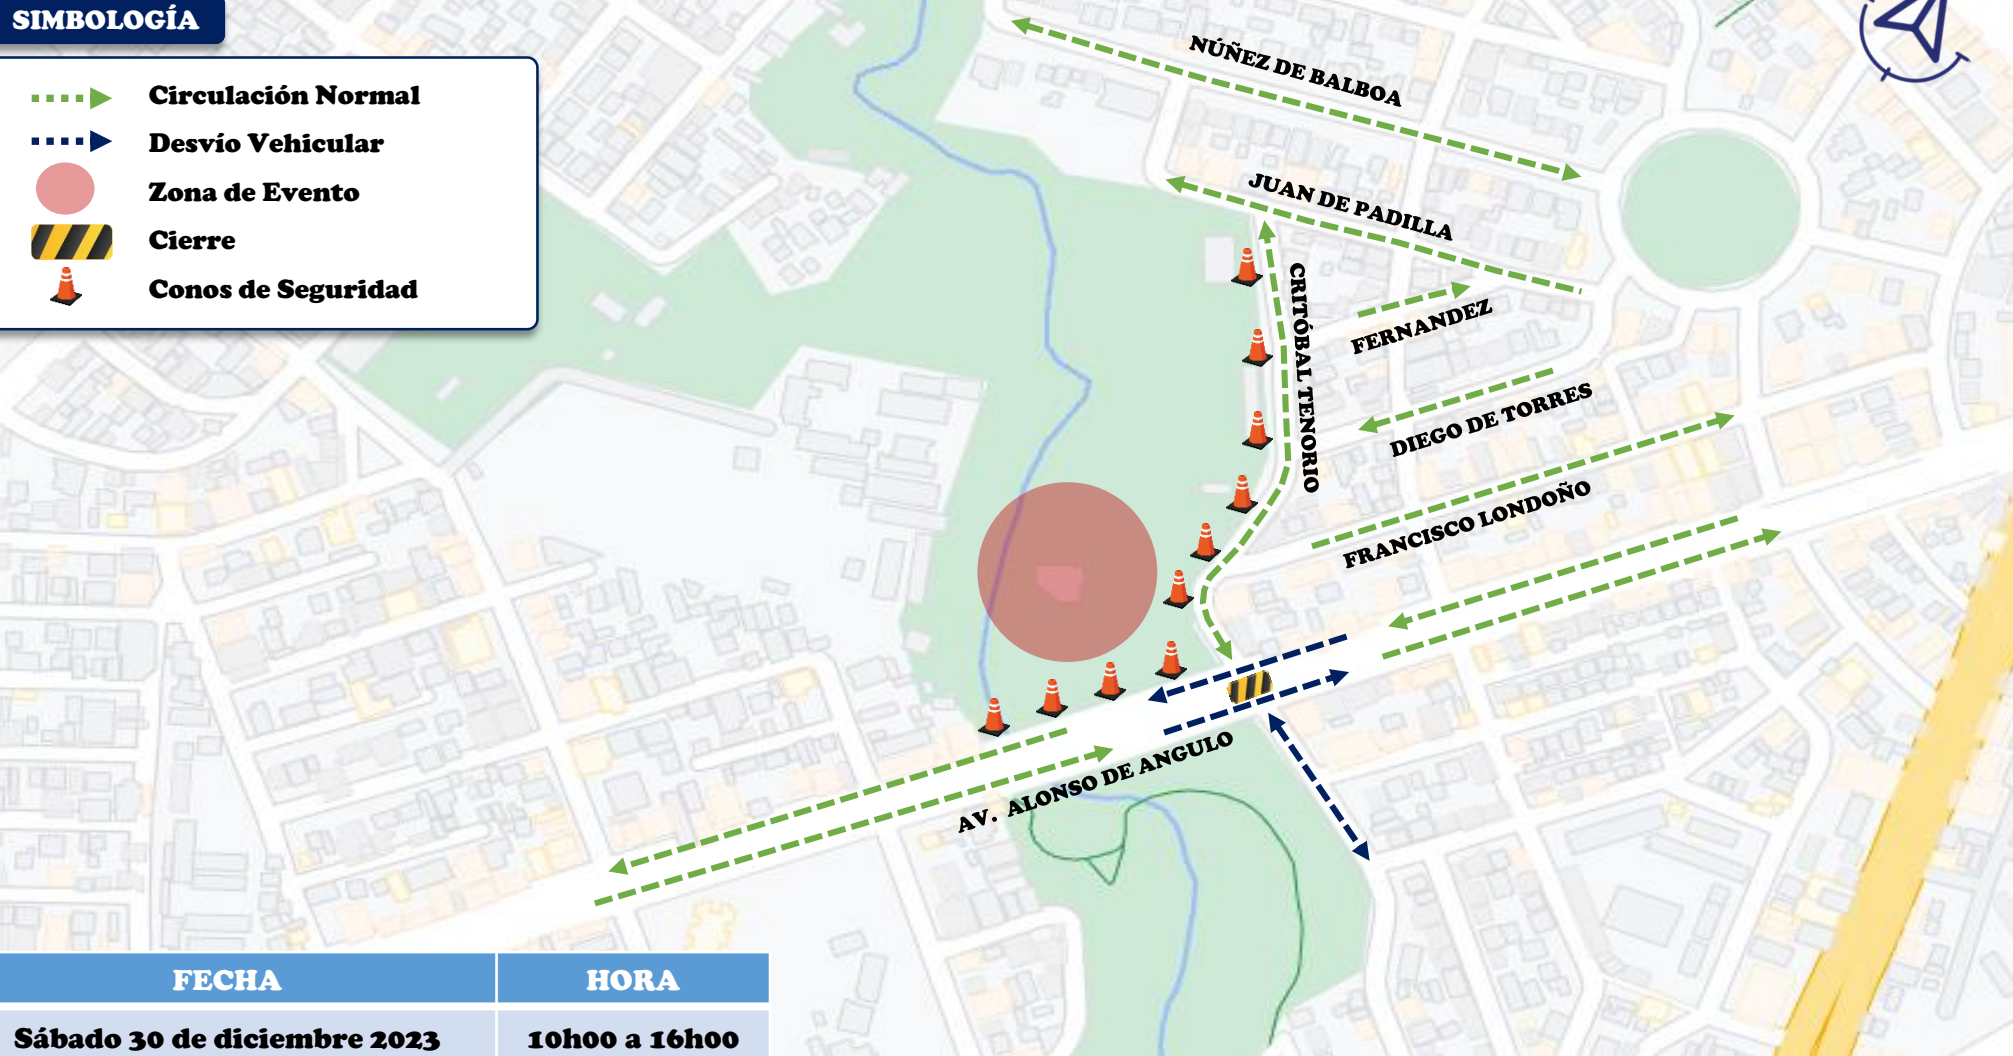 SIMBOLOGÍA
Circulación Normal
Desvío Vehicular
Zona de Evento
Cierre
Conos de Seguridad
NÚÑEZ DE BALBOA
JUAN DE PADILLA
CRITÓBAL TENORIO
FERNANDEZ
DIEGO DE TORRES
FRANCISCO LONDOÑO
AV. ALONSO DE ANGULO
FECHA HORA
Sábado 30 de diciembre 2023 10h00 a 16h00